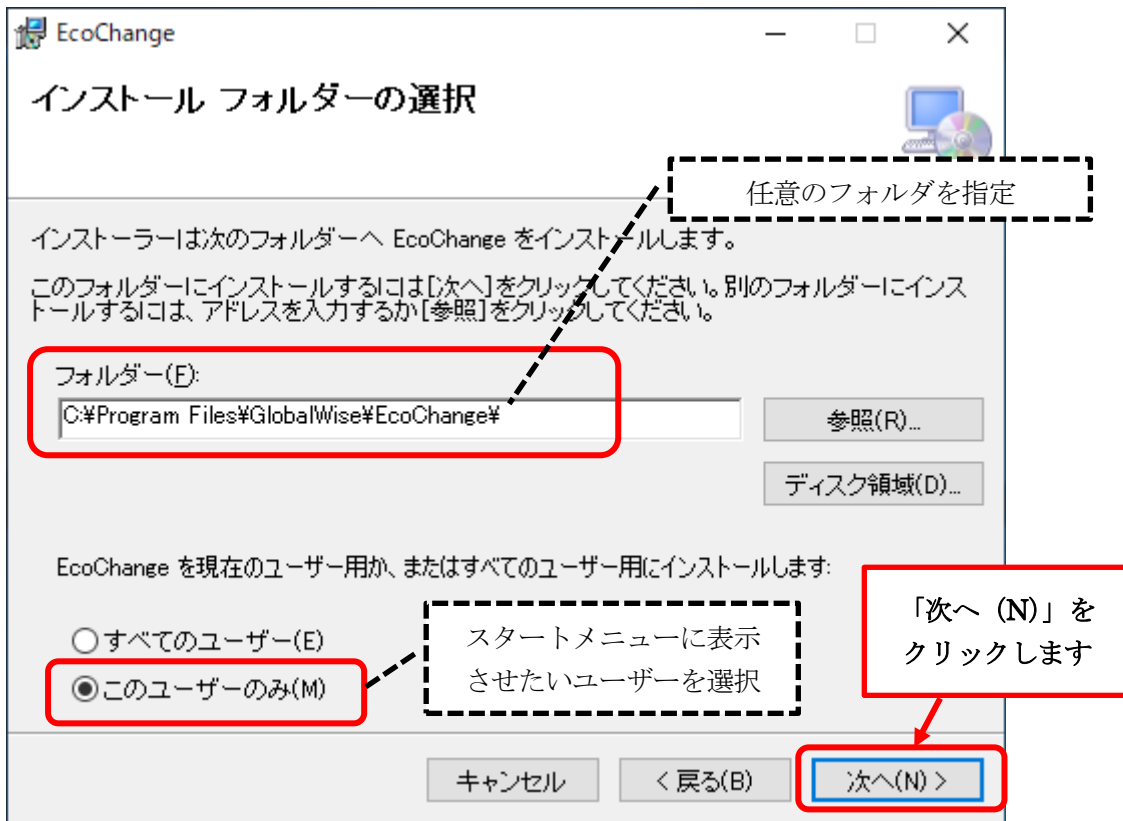 EcoChange
インストール フォルダーの選択
任意のフォルダを指定
インストーラーは次のフォルダーへ EcoChange をインストールします。
このフォルダーにインストールするには[次へ]をクリックしてください。別のフォルダーにインス
トールするには、アドレスを入力するか[参照]をクリックしてください。
フォルダー(F):
C:¥Program Files¥GlobalWise¥EcoChange¥
参照(R)...
ディスク領域(D)...
EcoChange を現在のユーザー用か、またはすべてのユーザー用にインストールします:
すべてのユーザー(E)
このユーザーのみ(M)
スタートメニューに表示
させたいユーザーを選択
「次へ（N）」を
クリックします
キャンセル
< 戻る(B)
次へ(N) >